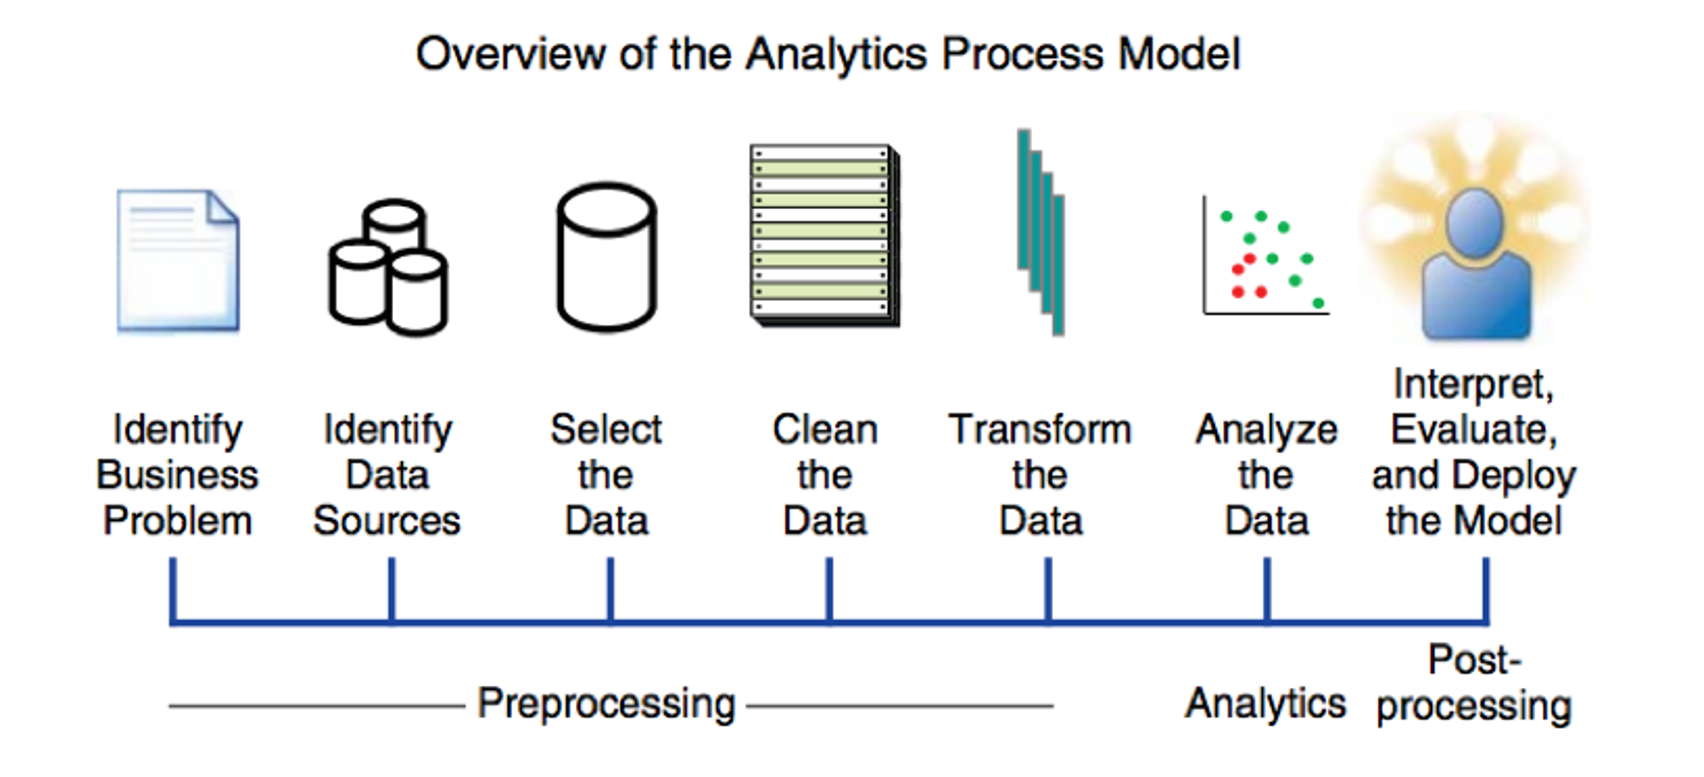 Overview of the Analytics Process Model
Identify
Business
Problem
Identify
Data
Sources
Select
the
Data
Clean
the
Data
Transform
the
Data
Analyze
the
Data
Interpret,
Evaluate,
and Deploy
the Model
Preprocessing
Analytics
Post-
processing